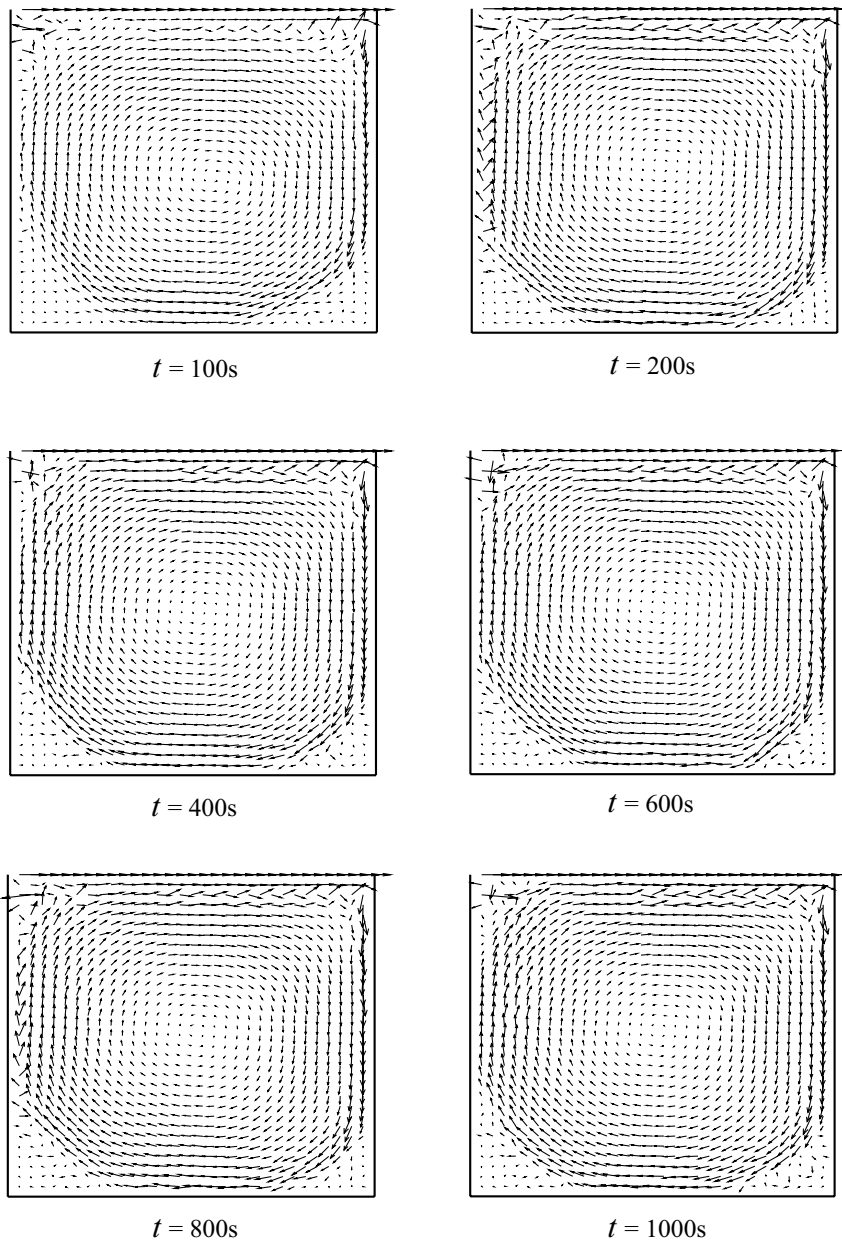 t = 100s
t = 200s
t = 400s
t = 600s
t = 800s
t = 1000s